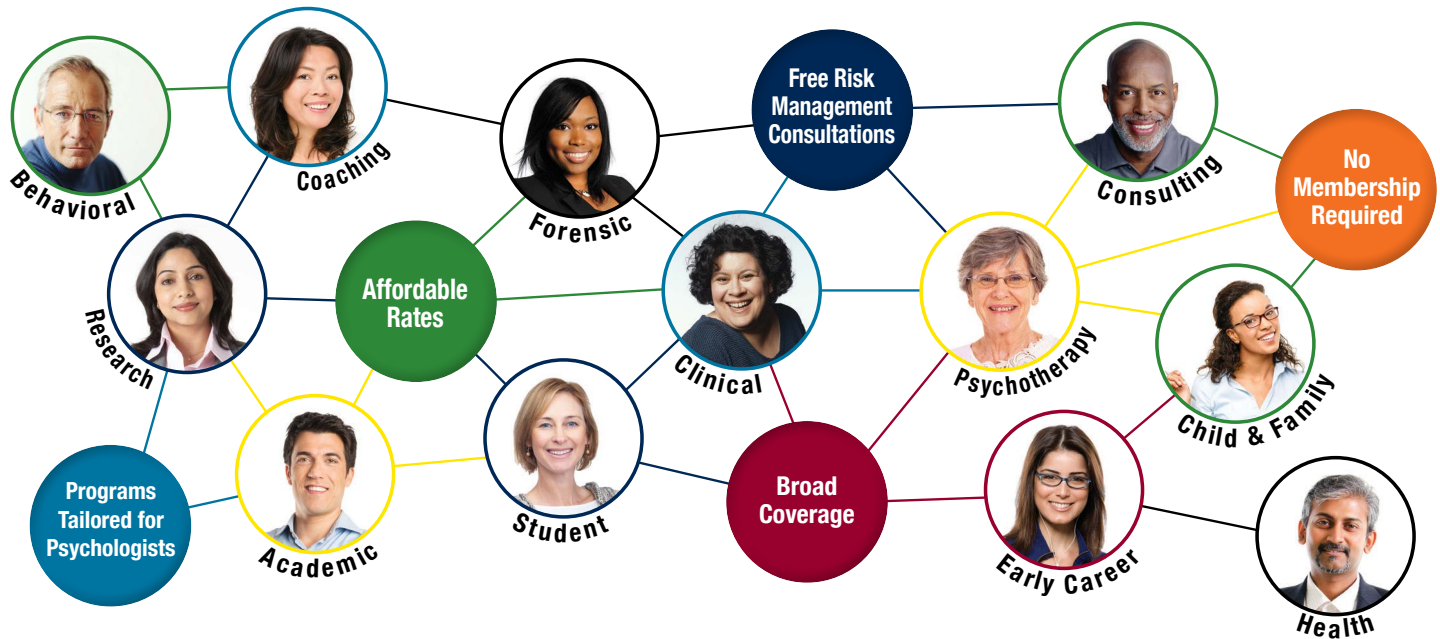 Behavioral
Coaching
Forensic
Free Risk
Management
Consultations
Consulting
No
Membership
Required
Research
Affordable
Rates
Clinical
Psychotherapy
Child & Family
Programs
Tailored for
Psychologists
Academic
Student
Broad
Coverage
Early Career
Health